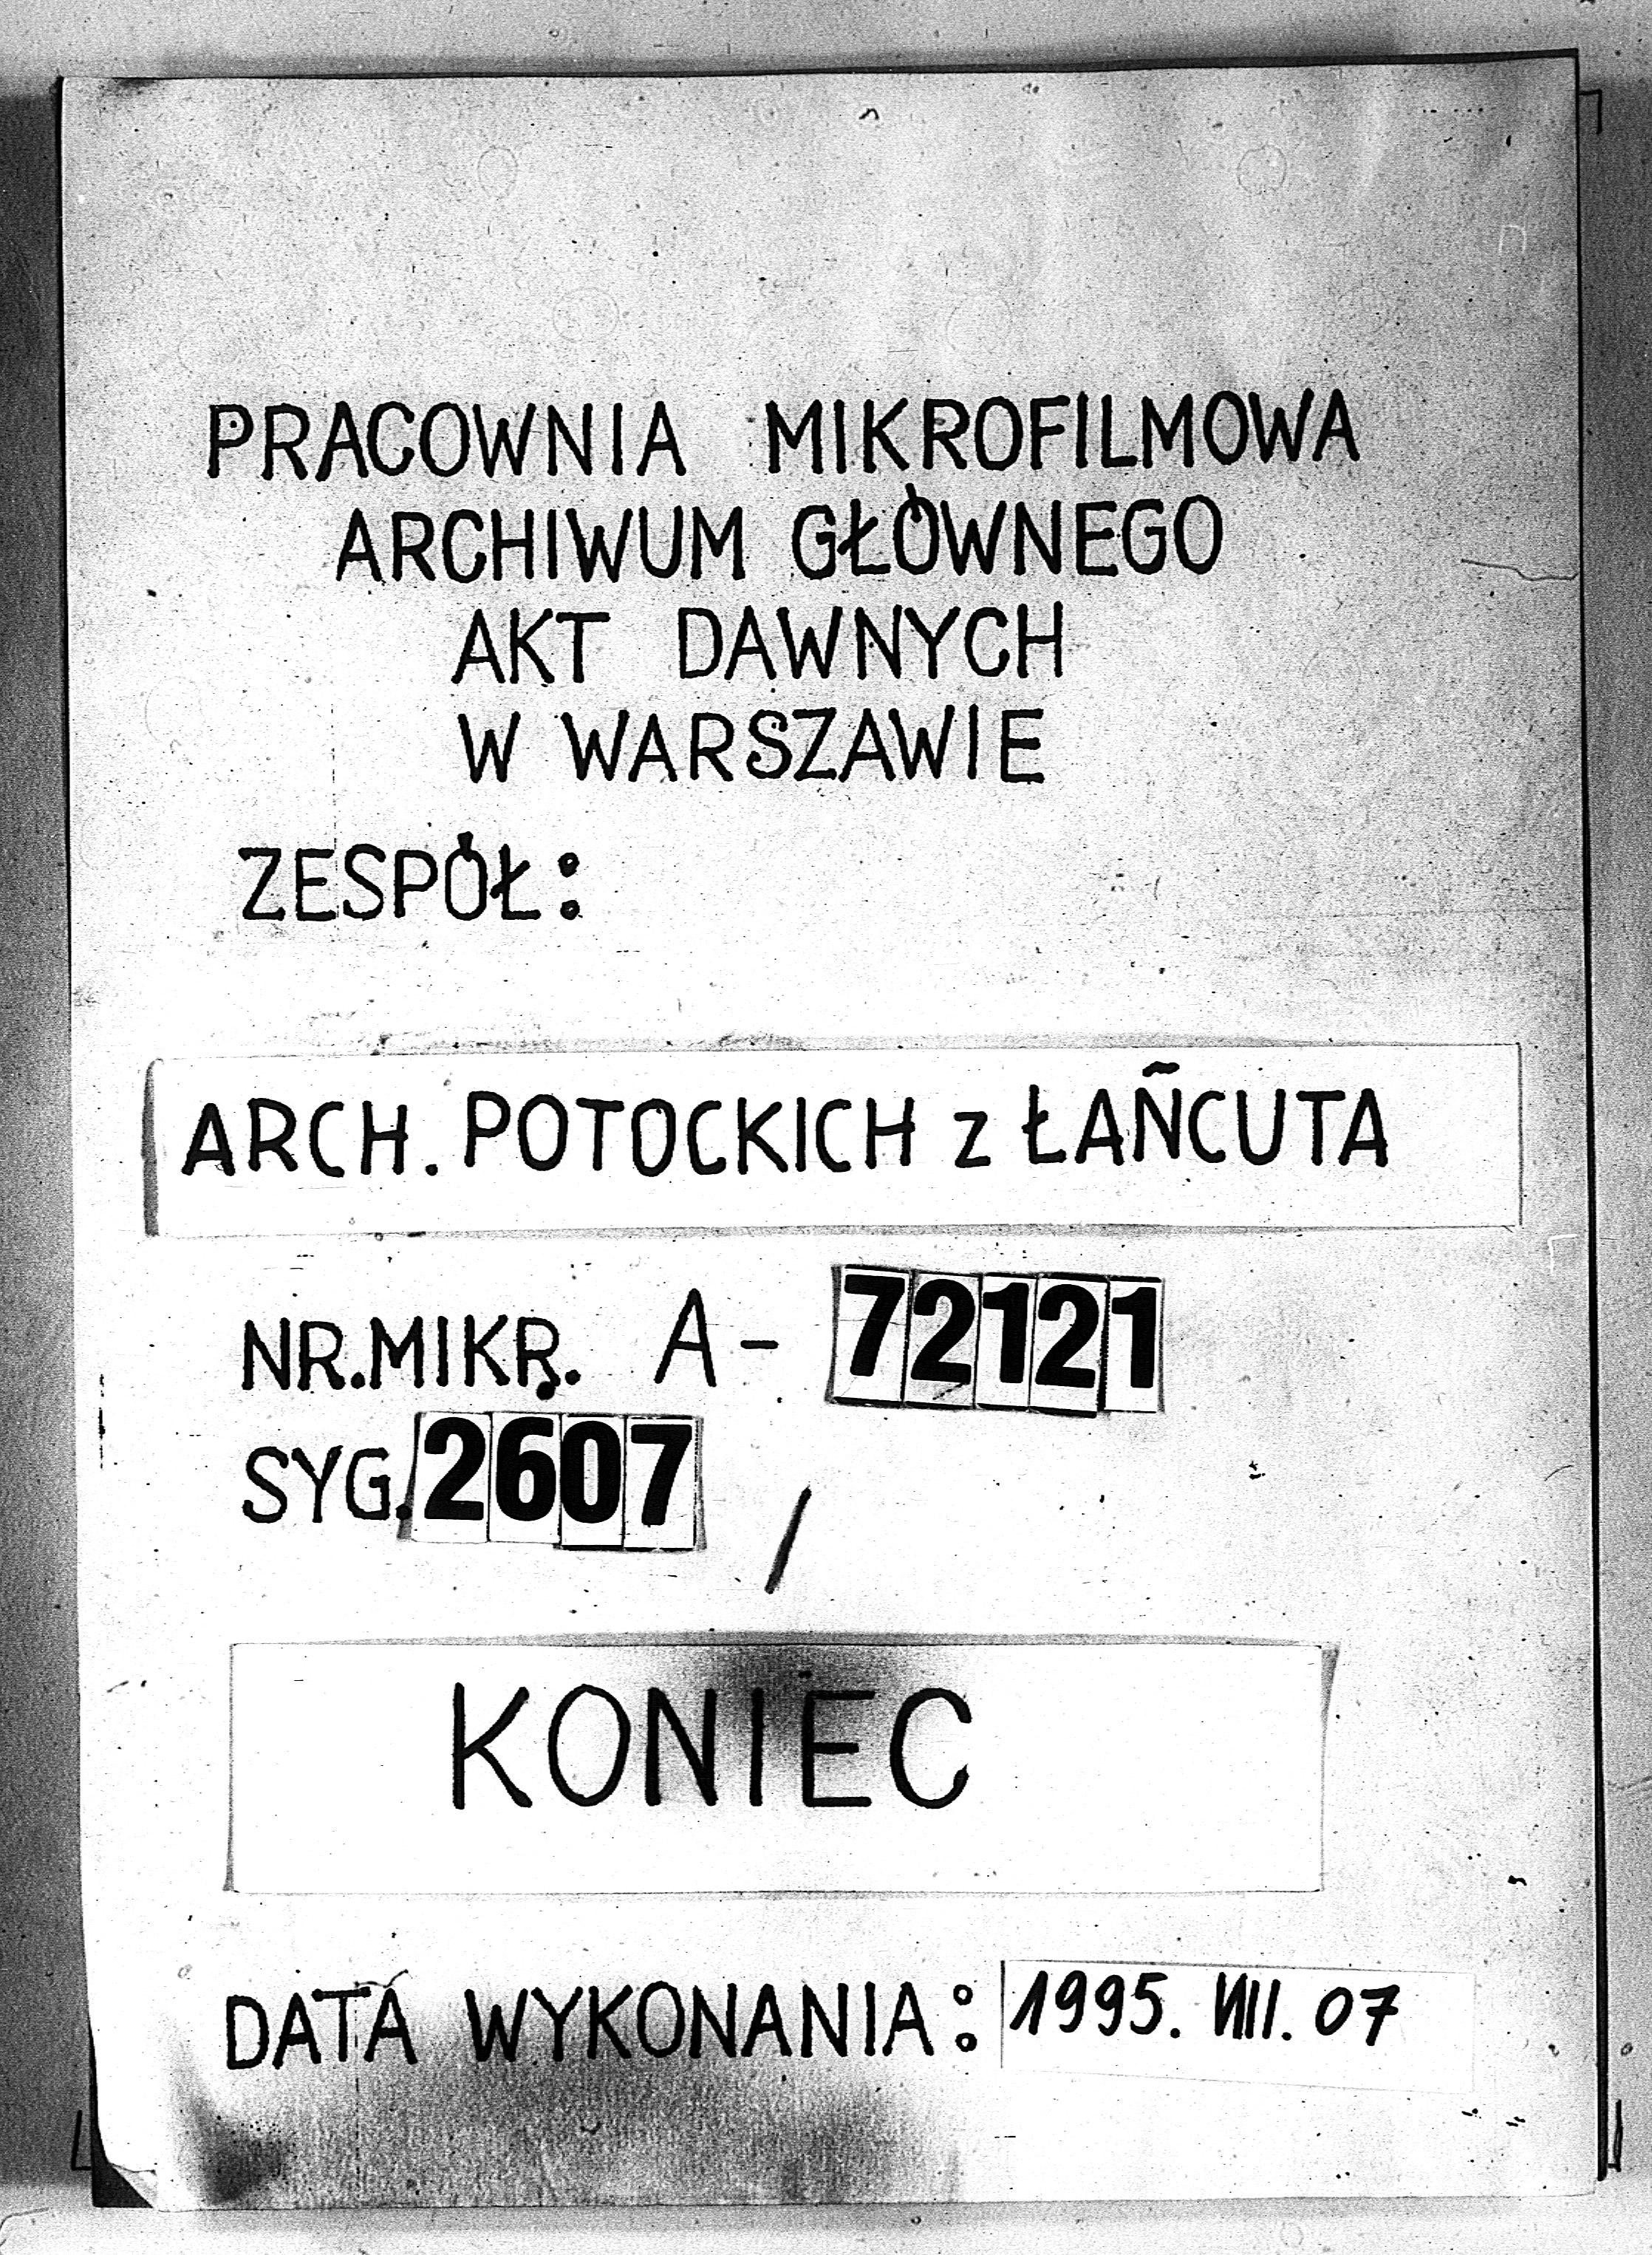 PRACOWNIA MIKROFILMOWA
ARCHIWUM GŁÓWNEGO
AKT DAWNYCH
W WARSZAWIE
ZESPÓŁ:
ARCH. POTOCKICH z ŁAŃCUTA
NR.MIKR. A- 72121
SYG. 2607 /
KONIEC
DATA WYKONANIA: 1995. VIII. 07